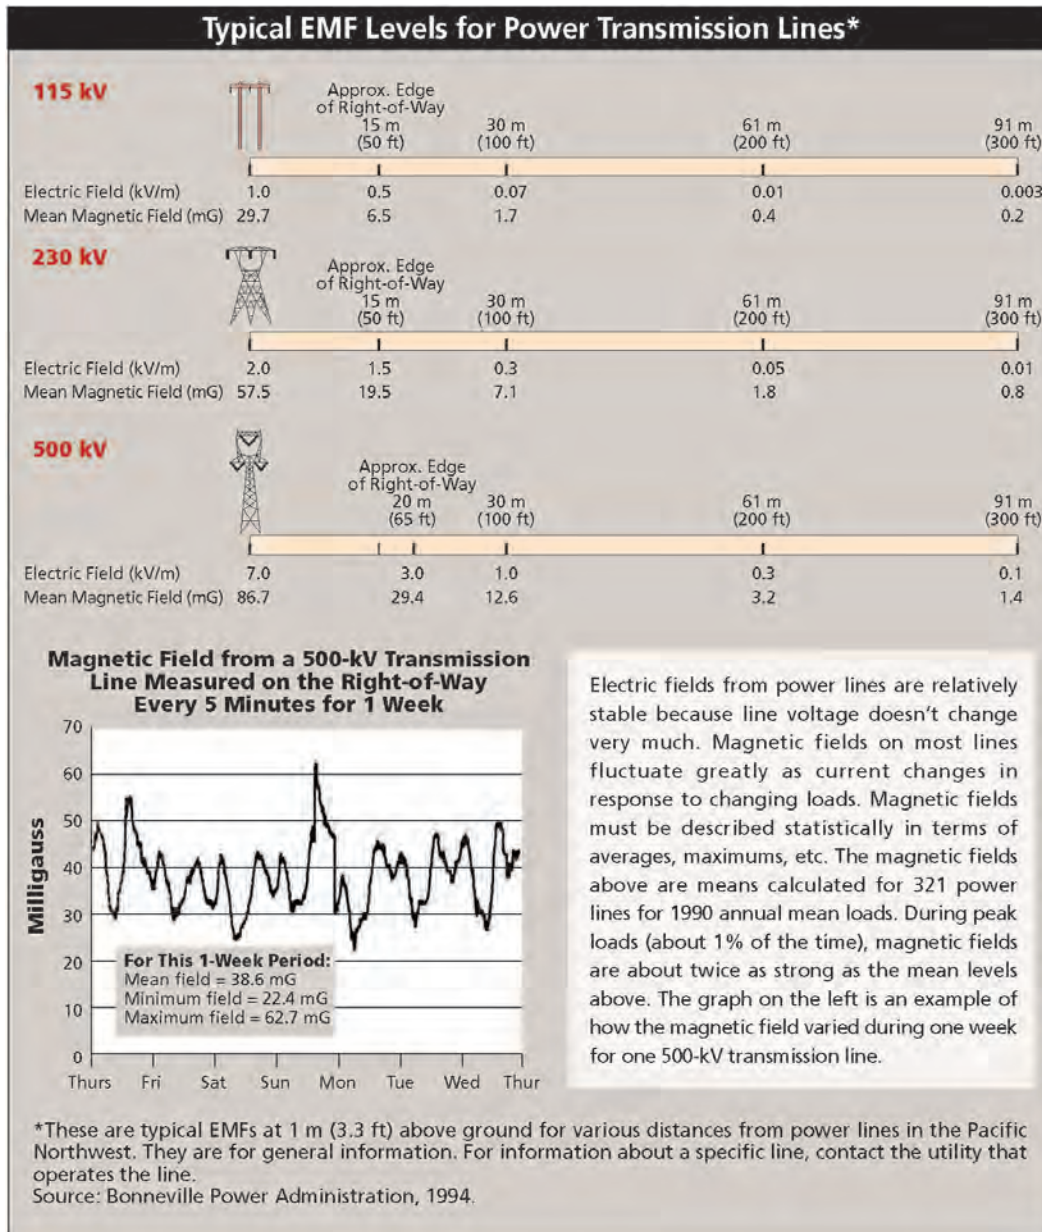 Typical EMF Levels for Power Transmission Lines*
115 kV
Approx. Edge
of Right-of-Way
15 m 30 m 61 m 91 m
(50 ft) (100 ft) (200 ft) (300 ft)
Electric Field (kV/m) 1.0 0.5 0.07 0.01 0.003
Mean Magnetic Field (mG) 29.7 6.5 1.7 0.4 0.2
230 kV
Approx. Edge
of Right-of-Way
15 m 30 m 61 m 91 m
(50 ft) (100 ft) (200 ft) (300 ft)
Electric Field (kV/m) 2.0 1.5 0.3 0.05 0.01
Mean Magnetic Field (mG) 57.5 19.5 7.1 1.8 0.8
500 kV
Approx. Edge
of Right-of-Way
20 m 30 m 61 m 91 m
(65 ft) (100 ft) (200 ft) (300 ft)
Electric Field (kV/m) 7.0 3.0 1.0 0.3 0.1
Mean Magnetic Field (mG) 86.7 29.4 12.6 3.2 1.4
Magnetic Field from a 500-kV Transmission
Line Measured on the Right-of-Way
Every 5 Minutes for 1 Week
70
60
50
40
30
20
10
0
Milligauss
For This 1-Week Period:
Mean field = 38.6 mG
Minimum field = 22.4 mG
Maximum field = 62.7 mG
Thurs Fri Sat Sun Mon Tue Wed Thur
Electric fields from power lines are relatively
stable because line voltage doesn't change
very much. Magnetic fields on most lines
fluctuate greatly as current changes in
response to changing loads. Magnetic fields
must be described statistically in terms of
averages, maximums, etc. The magnetic fields
above are means calculated for 321 power
lines for 1990 annual mean loads. During peak
loads (about 1% of the time), magnetic fields
are about twice as strong as the mean levels
above. The graph on the left is an example of
how the magnetic field varied during one week
for one 500-kV transmission line.
*These are typical EMFs at 1 m (3.3 ft) above ground for various distances from power lines in the Pacific
Northwest. They are for general information. For information about a specific line, contact the utility that
operates the line.
Source: Bonneville Power Administration, 1994.